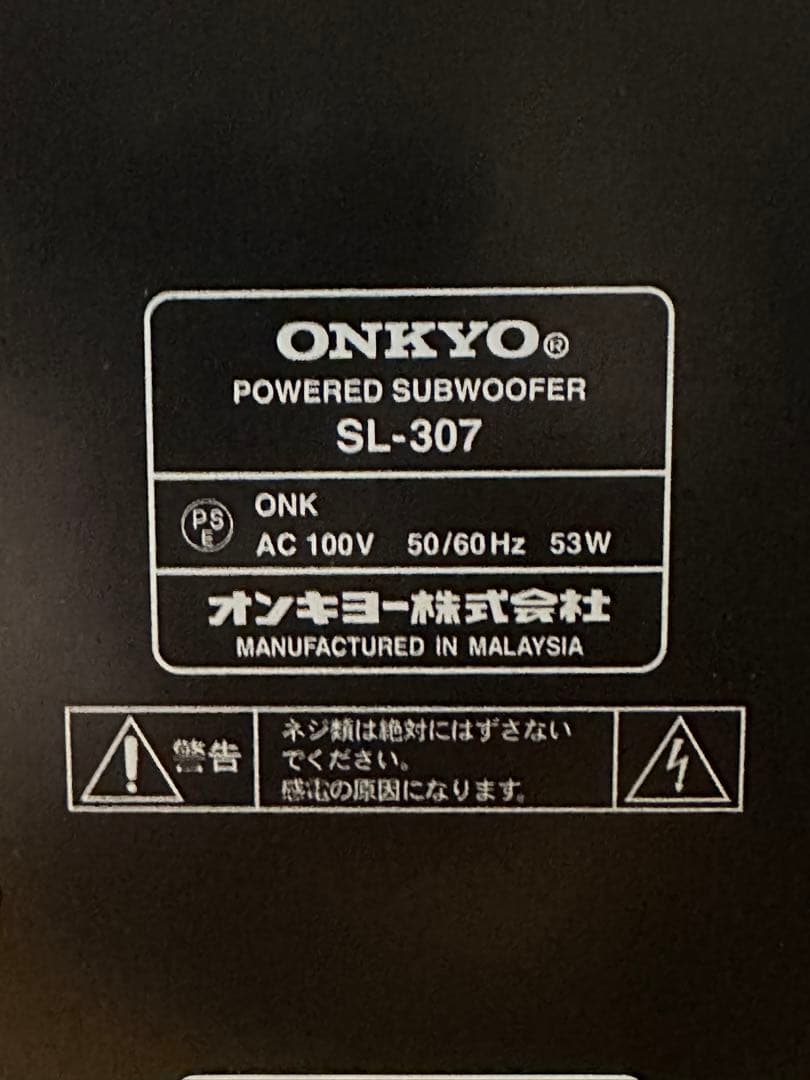 ONKYO®
POWERED SUBWOOFER
SL-307
PSE
ONK
AC 100V 50/60Hz 53W
オンキヨー株式会社
MANUFACTURED IN MALAYSIA
警告
ネジ類は絶対にはずさない
でください。
感電の原因になります。